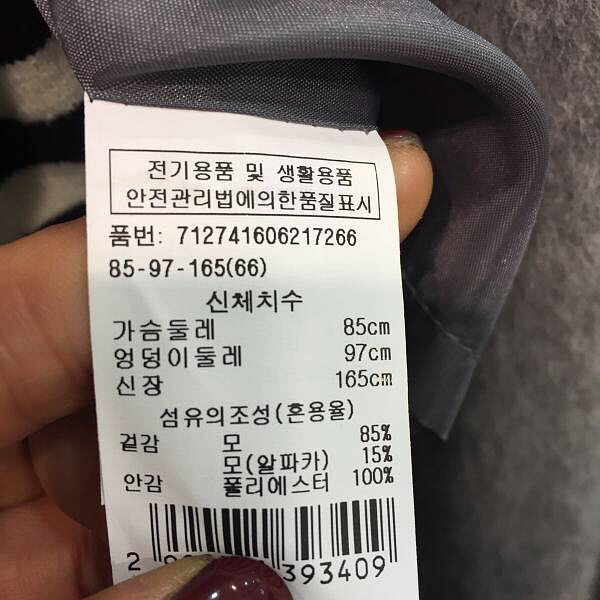 전기용품 및 생활용품
안전관리법에의한품질표시
품번: 712741606217266
85-97-165(66)
신체치수
가슴둘레 85cm
엉덩이둘레 97cm
신장 165cm
섬유의조성(혼용율)
겉감 모 85%
모(알파카) 15%
안감 폴리에스터 100%
2 393409